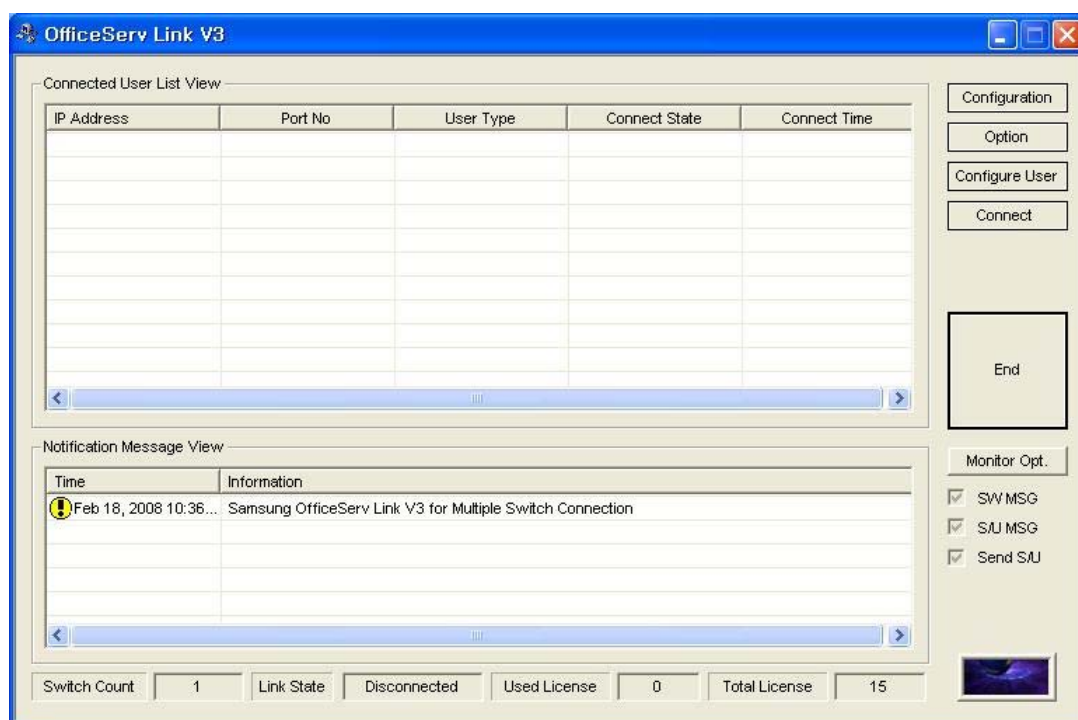 OfficeServ Link V3
Connected User List View
IP Address Port No User Type Connect State Connect Time
Configuration
Option
Configure User
Connect
End
Notification Message View
Time Information
Feb 18, 2008 10:36... Samsung OfficeServ Link V3 for Multiple Switch Connection
Monitor Opt.
SW MSG
S/U MSG
Send S/U
Switch Count 1 Link State Disconnected Used License 0 Total License 15